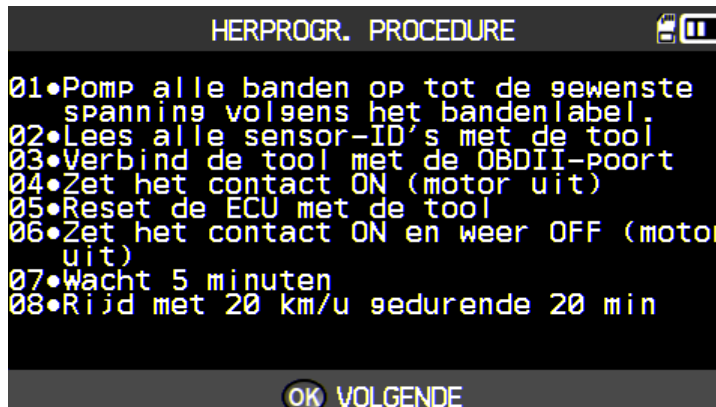 HERPROGR. PROCEDURE
01•Pomp alle banden op tot de gewenste
spanning volgens het bandenlabel.
02•Lees alle sensor-ID's met de tool
03•Verbind de tool met de OBDII-poort
04•Zet het contact ON (motor uit)
05•Reset de ECU met de tool
06•Zet het contact ON en weer OFF (motor
uit)
07•Wacht 5 minuten
08•Rijd met 20 km/u gedurende 20 min
OK VOLGENDE